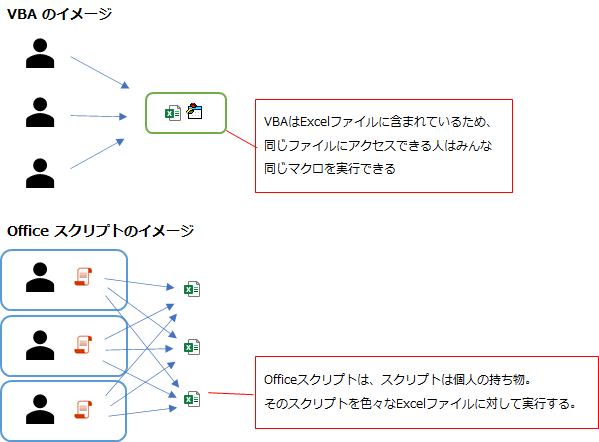 VBA のイメージ
VBAはExcelファイルに含まれているため、
同じファイルにアクセスできる人はみんな
同じマクロを実行できる
Office スクリプトのイメージ
Officeスクリプトは、スクリプトは個人の持ち物。
そのスクリプトを色々なExcelファイルに対して実行する。